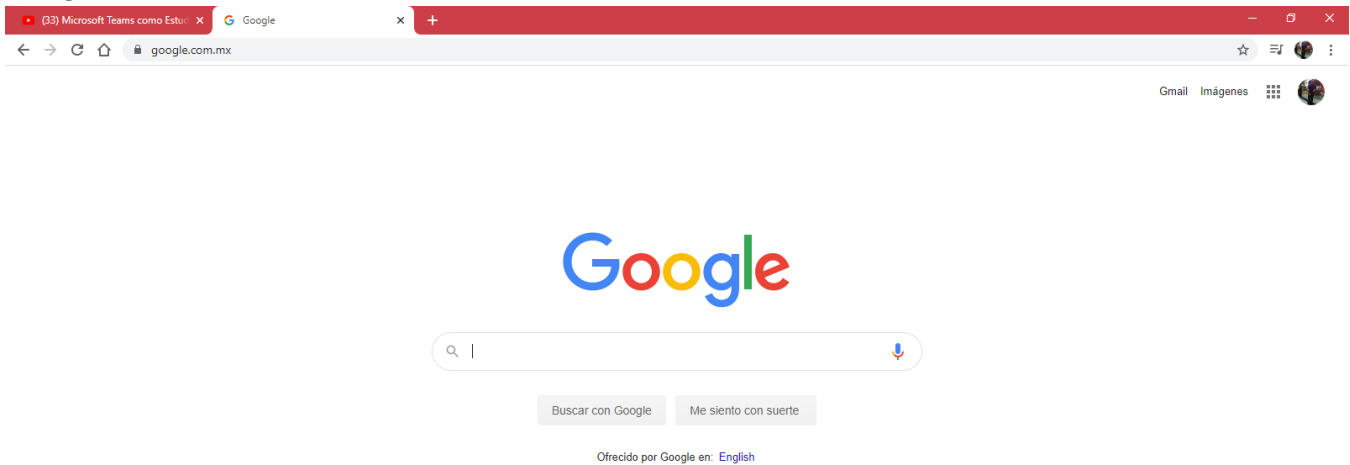 (33) Microsoft Teams como Estud
Google
google.com.mx
Gmail Imágenes
Google
Buscar con Google Me siento con suerte
Ofrecido por Google en: English